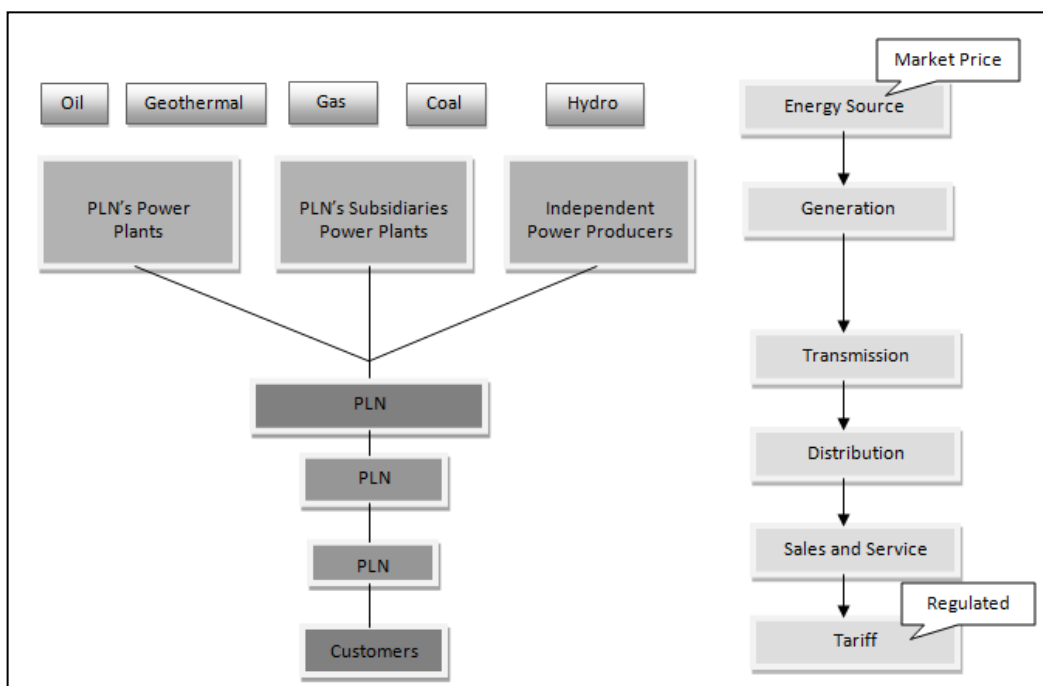 Market Price
Oil
Geothermal
Gas
Coal
Hydro
Energy Source
PLN's Power
Plants
PLN's Subsidiaries
Power Plants
Independent
Power Producers
Generation
Transmission
PLN
Distribution
PLN
Sales and Service
PLN
Regulated
Customers
Tariff